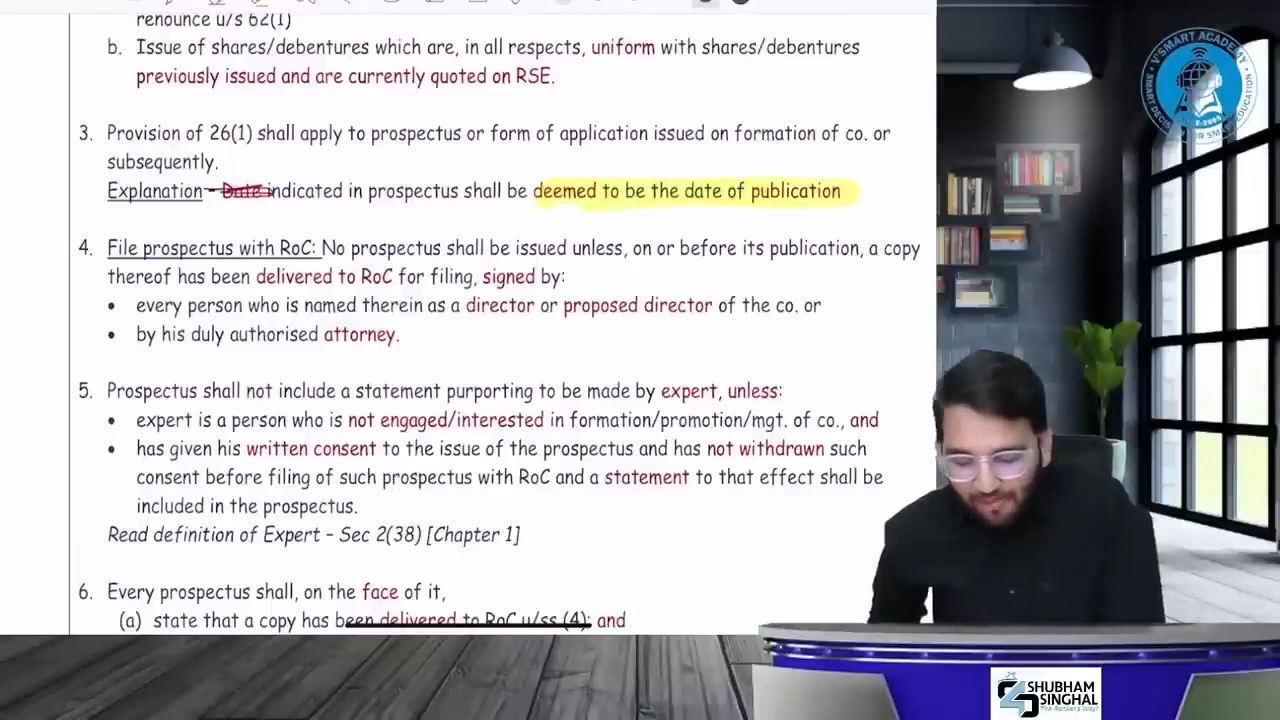 renounce u/s 62(1)
b. Issue of shares/debentures which are, in all respects, uniform with shares/debentures
previously issued and are currently quoted on RSE.
3. Provision of 26(1) shall apply to prospectus or form of application issued on formation of co. or
subsequently.
Explanation - Date indicated in prospectus shall be deemed to be the date of publication
4. File prospectus with RoC: No prospectus shall be issued unless, on or before its publication, a copy
thereof has been delivered to RoC for filing, signed by:
• every person who is named therein as a director or proposed director of the co. or
• by his duly authorised attorney.
5. Prospectus shall not include a statement purporting to be made by expert, unless:
• expert is a person who is not engaged/interested in formation/promotion/mgt. of co., and
• has given his written consent to the issue of the prospectus and has not withdrawn such
consent before filing of such prospectus with RoC and a statement to that effect shall be
included in the prospectus.
Read definition of Expert – Sec 2(38) [Chapter 1]
6. Every prospectus shall, on the face of it,
(a) state that a copy has been delivered to RoC u/ss (4); and
V'SMART ACADEMY
SHUBHAM
SINGHAL
The Rankers Way!